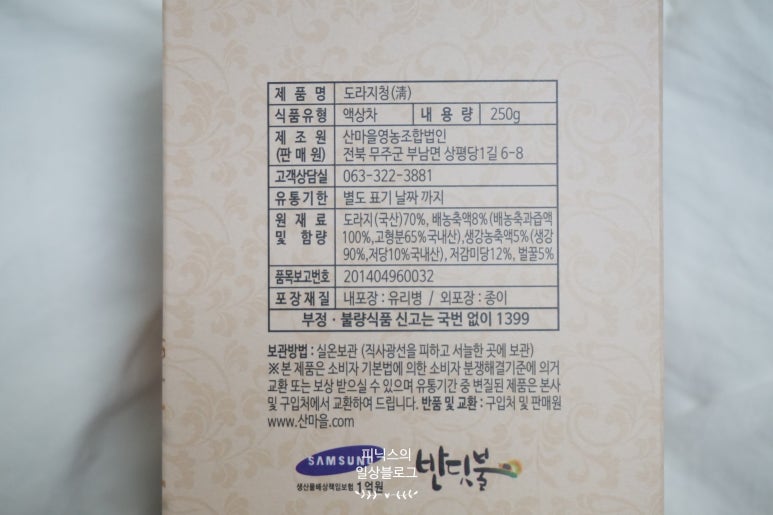 제 품 명 도라지청(淸)
식품유형 액상차 내 용 량 250g
제 조 원 산마을영농조합법인
(판 매 원) 전북 무주군 부남면 상평당1길 6-8
고객상담실 063-322-3881
유통기한 별도 표기 날짜 까지
원 재 료 도라지(국산)70%, 배농축액8%(배농축과즙액
및 함량 100%,고형분65%국내산),생강농축액5%(생강
90%,저당10%국내산), 저감미당12%, 벌꿀5%
품목보고번호 201404960032
포장재질 내포장 : 유리병 / 외포장 : 종이
부정 · 불량식품 신고는 국번 없이 1399
보관방법 : 실온보관 (직사광선을 피하고 서늘한 곳에 보관)
※ 본 제품은 소비자 기본법에 의한 소비자 분쟁해결기준에 의거
교환 또는 보상 받으실 수 있으며 유통기간 중 변질된 제품은 본사
및 구입처에서 교환하여 드립니다. 반품 및 교환 : 구입처 및 판매원
www.산마을.com
SAMSUNG 반딧불
생산물배상책임보험 1억원
피닉스의
일상블로그